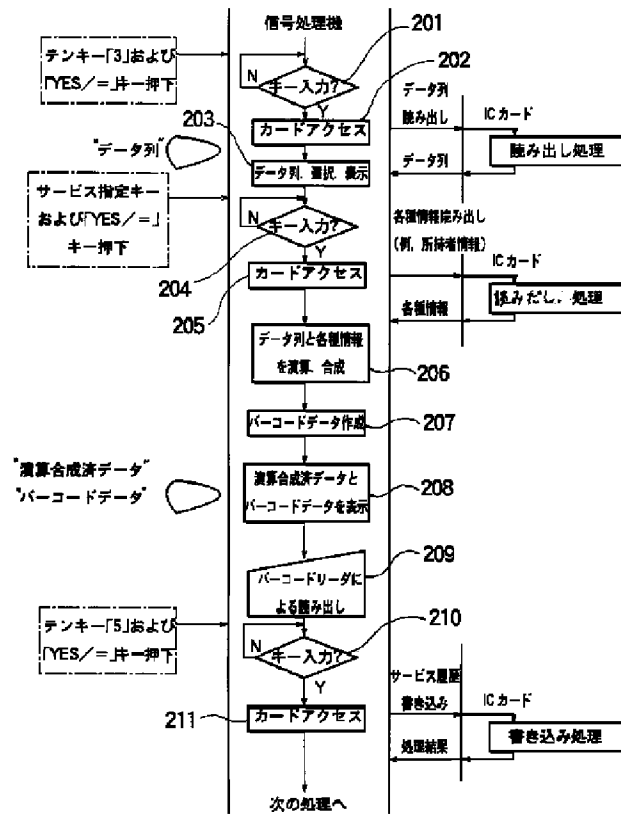 信号処理機
テンキー「3」および
「YES/=」キー押下
201
N
キー入力?
Y
202
カードアクセス
データ列
読み出し
ICカード
読み出し処理
データ列
203
"データ列"
データ列、選択、表示
サービス指定キー
および「YES/=」
キー押下
N
キー入力?
Y
204
各種情報読み出し
(例、所持者情報)
ICカード
カードアクセス
205
読みだし、処理
各種情報
データ列と各種情報
を演算、合成
206
バーコードデータ作成
207
"演算合成済データ"
"バーコードデータ"
演算合成済データと
バーコードデータを表示
208
209
バーコードリーダに
よる読み出し
テンキー「5」および
「YES/=」キー押下
210
N
キー入力?
Y
サービス履歴
書き込み
ICカード
211
カードアクセス
書き込み処理
処理結果
次の処理へ